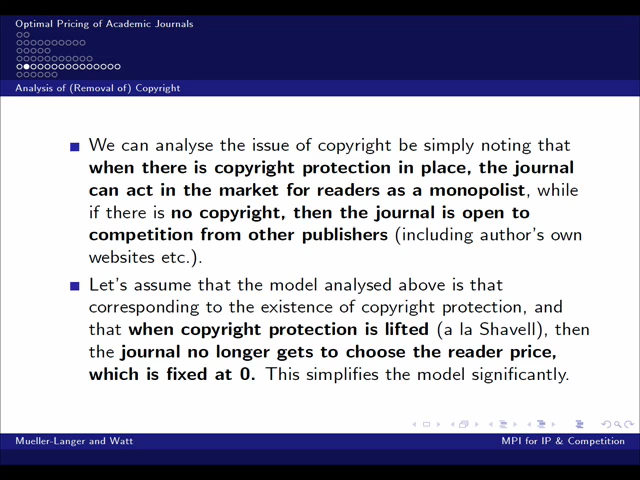 Optimal Pricing of Academic Journals
Analysis of (Removal of) Copyright
We can analyse the issue of copyright be simply noting that
when there is copyright protection in place, the journal
can act in the market for readers as a monopolist, while
if there is no copyright, then the journal is open to
competition from other publishers (including author's own
websites etc.).
Let's assume that the model analysed above is that
corresponding to the existence of copyright protection, and
that when copyright protection is lifted (a la Shavell), then
the journal no longer gets to choose the reader price,
which is fixed at 0. This simplifies the model significantly.
Mueller-Langer and Watt
MPI for IP & Competition